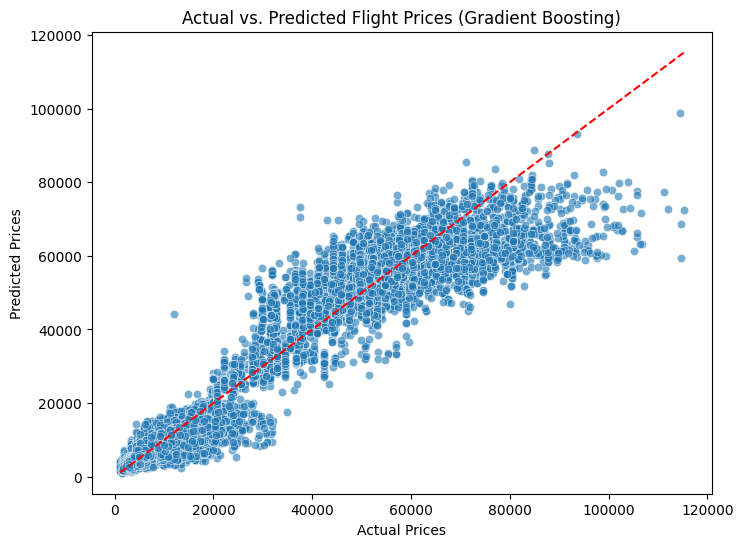 Actual vs. Predicted Flight Prices (Gradient Boosting)
120000
100000
80000
60000
40000
20000
0
Predicted Prices
0 20000 40000 60000 80000 100000 120000
Actual Prices